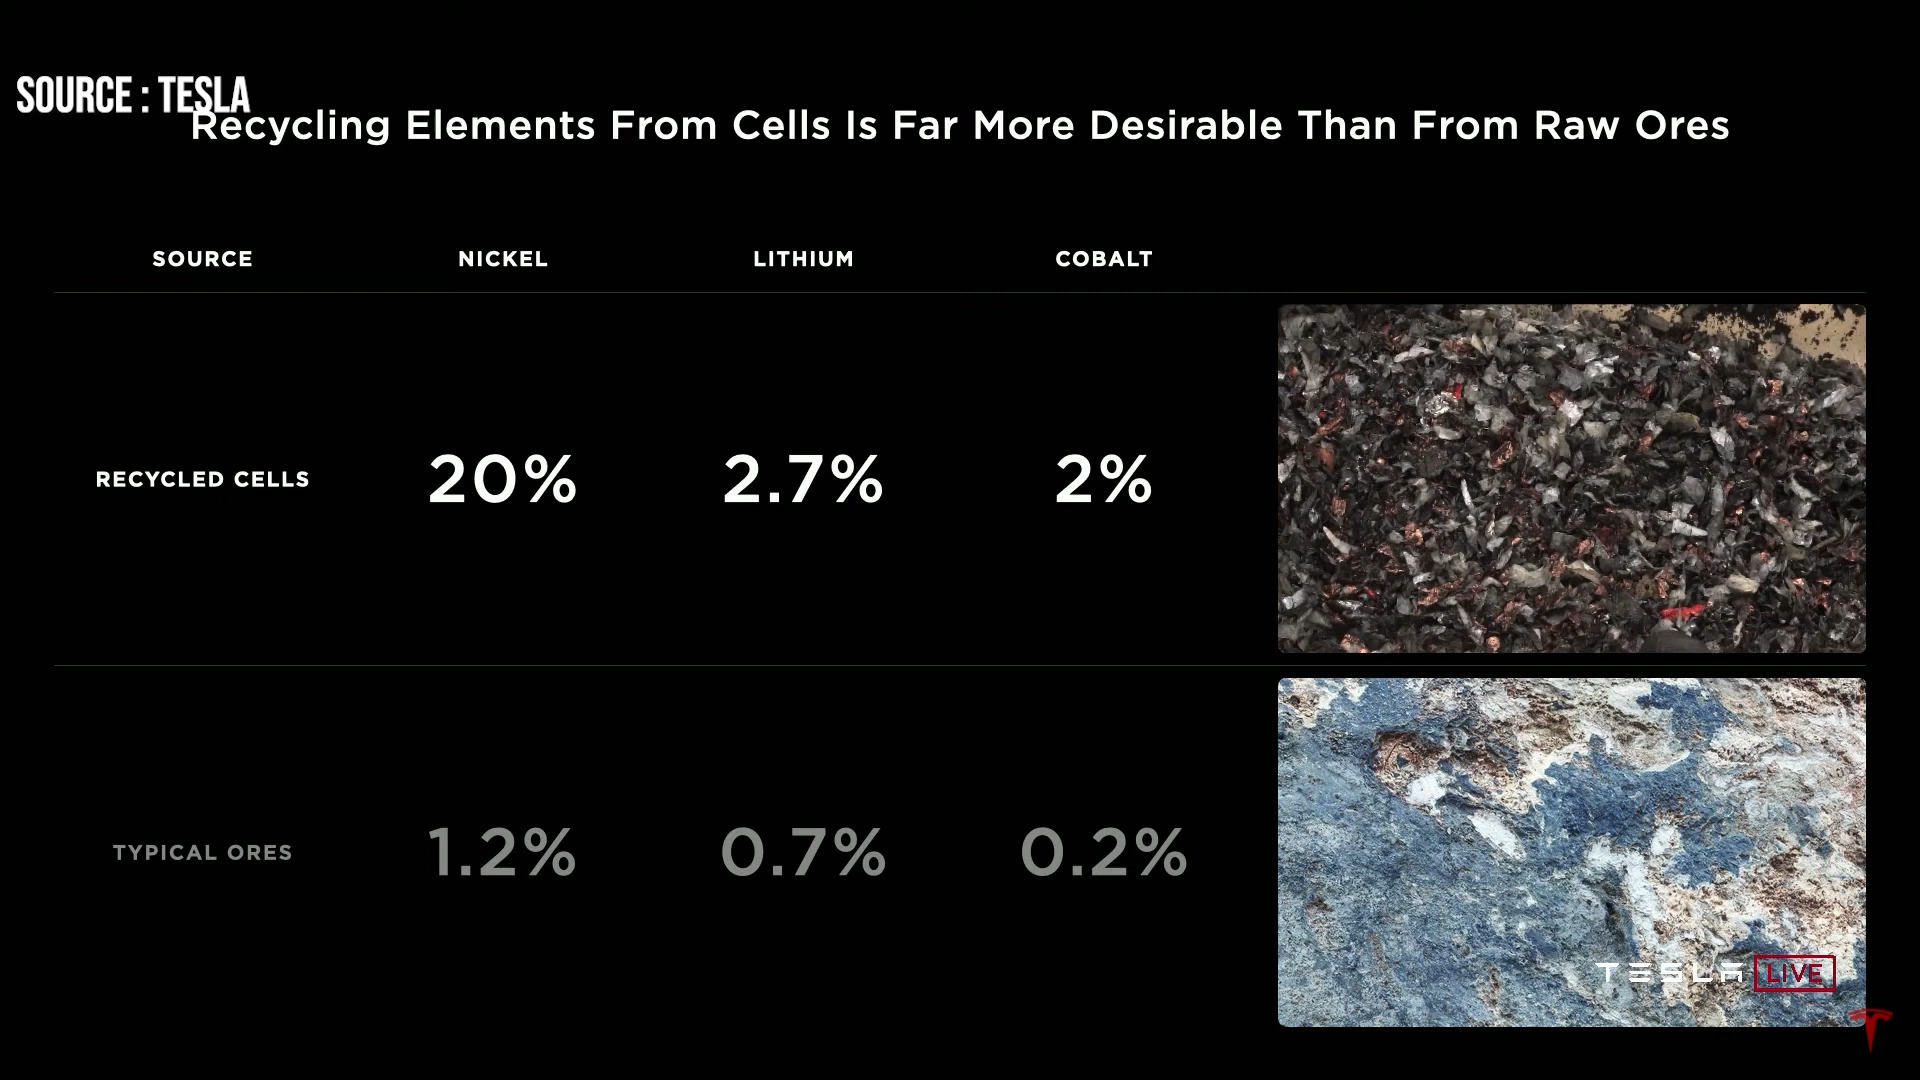 SOURCE : TESLA
Recycling Elements From Cells Is Far More Desirable Than From Raw Ores
SOURCE NICKEL LITHIUM COBALT
RECYCLED CELLS 20% 2.7% 2%
TYPICAL ORES 1.2% 0.7% 0.2%
TESLA LIVE